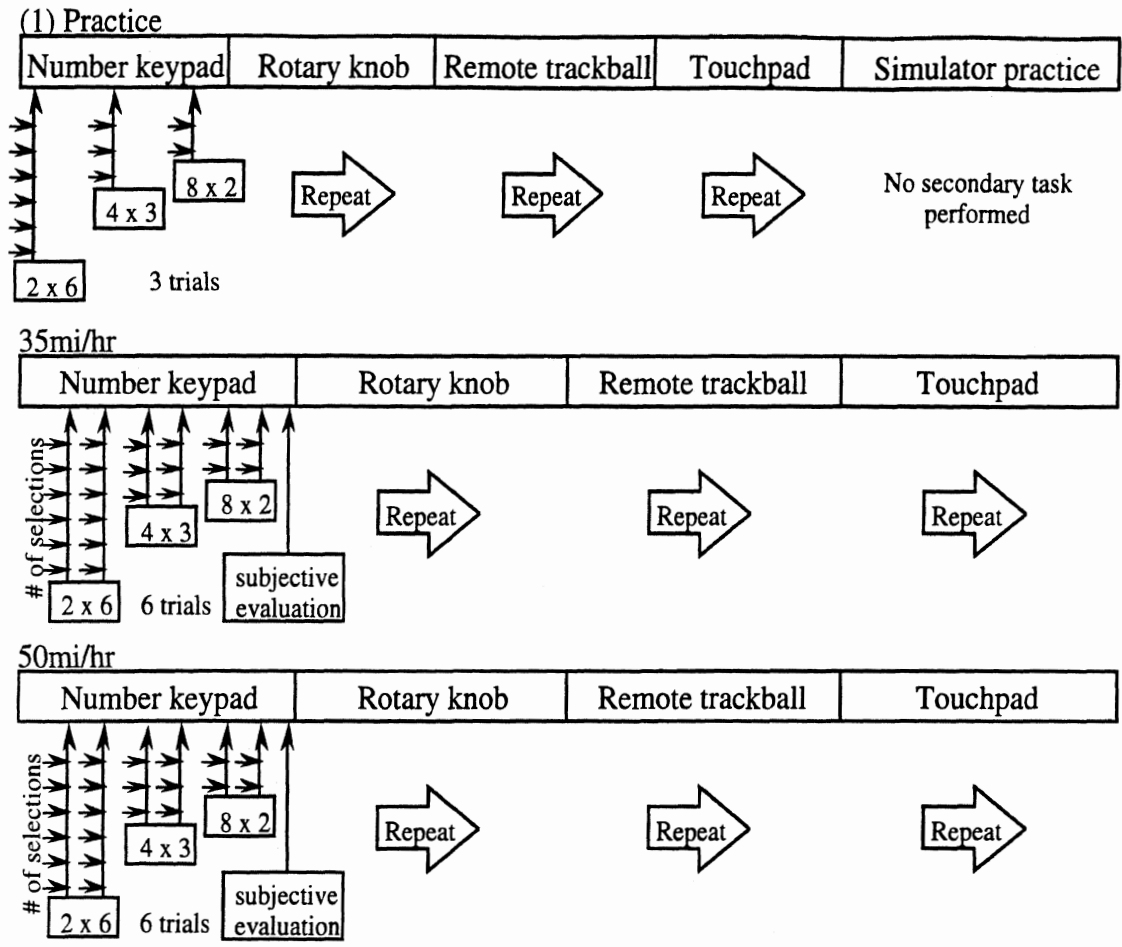 (1) Practice
Number keypad Rotary knob Remote trackball Touchpad Simulator practice
8 x 2
4 x 3
2 x 6
3 trials
Repeat Repeat Repeat
No secondary task
performed
35mi/hr
Number keypad Rotary knob Remote trackball Touchpad
# of selections
8 x 2
4 x 3
2 x 6
6 trials
subjective
evaluation
Repeat Repeat Repeat
50mi/hr
Number keypad Rotary knob Remote trackball Touchpad
# of selections
8 x 2
4 x 3
2 x 6
6 trials
subjective
evaluation
Repeat Repeat Repeat